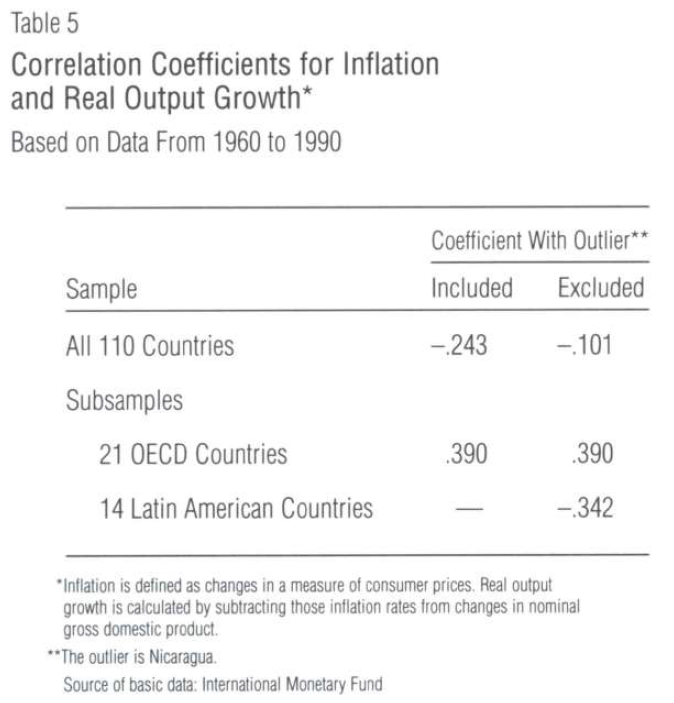 Table 5
Correlation Coefficients for Inflation
and Real Output Growth*
Based on Data From 1960 to 1990
Coefficient With Outlier**
Sample Included Excluded
All 110 Countries –.243 –.101
Subsamples
21 OECD Countries .390 .390
14 Latin American Countries — –.342
*Inflation is defined as changes in a measure of consumer prices. Real output
growth is calculated by subtracting those inflation rates from changes in nominal
gross domestic product.
**The outlier is Nicaragua.
Source of basic data: International Monetary Fund